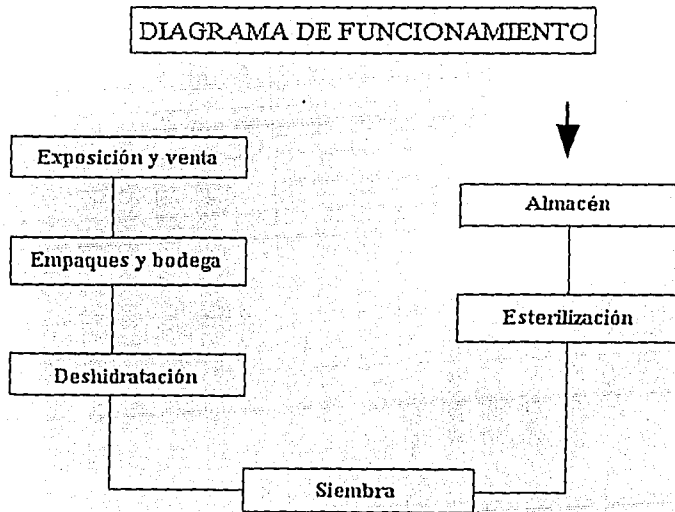 DIAGRAMA DE FUNCIONAMIENTO
Exposición y venta
Almacén
Empaques y bodega
Esterilización
Deshidratación
Siembra